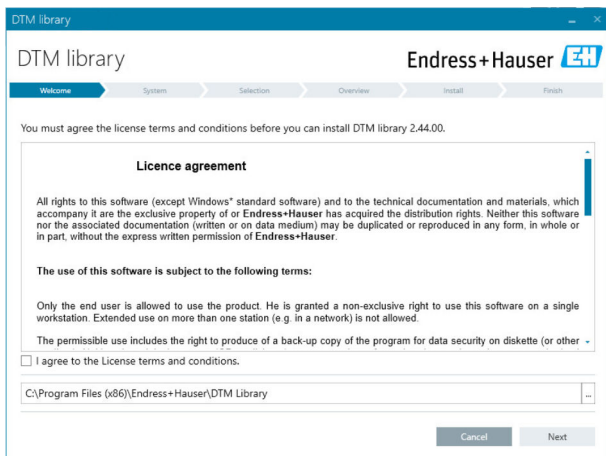 DTM library
DTM library
Endress+Hauser EH
Welcome System Selection Overview Install Finish
You must agree the license terms and conditions before you can install DTM library 2.44.00.
Licence agreement
All rights to this software (except Windows* standard software) and to the technical documentation and materials, which
accompany it are the exclusive property of or Endress+Hauser has acquired the distribution rights. Neither this software
nor the associated documentation (written or on data medium) may be duplicated or reproduced in any form, in whole or
in part, without the express written permission of Endress+Hauser.
The use of this software is subject to the following terms:
Only the end user is allowed to use the product. He is granted a non-exclusive right to use this software on a single
workstation. Extended use on more than one station (e.g. in a network) is not allowed.
The permissible use includes the right to produce of a back-up copy of the program for data security on diskette (or other
I agree to the License terms and conditions.
C:\Program Files (x86)\Endress+Hauser\DTM Library
...
Cancel Next